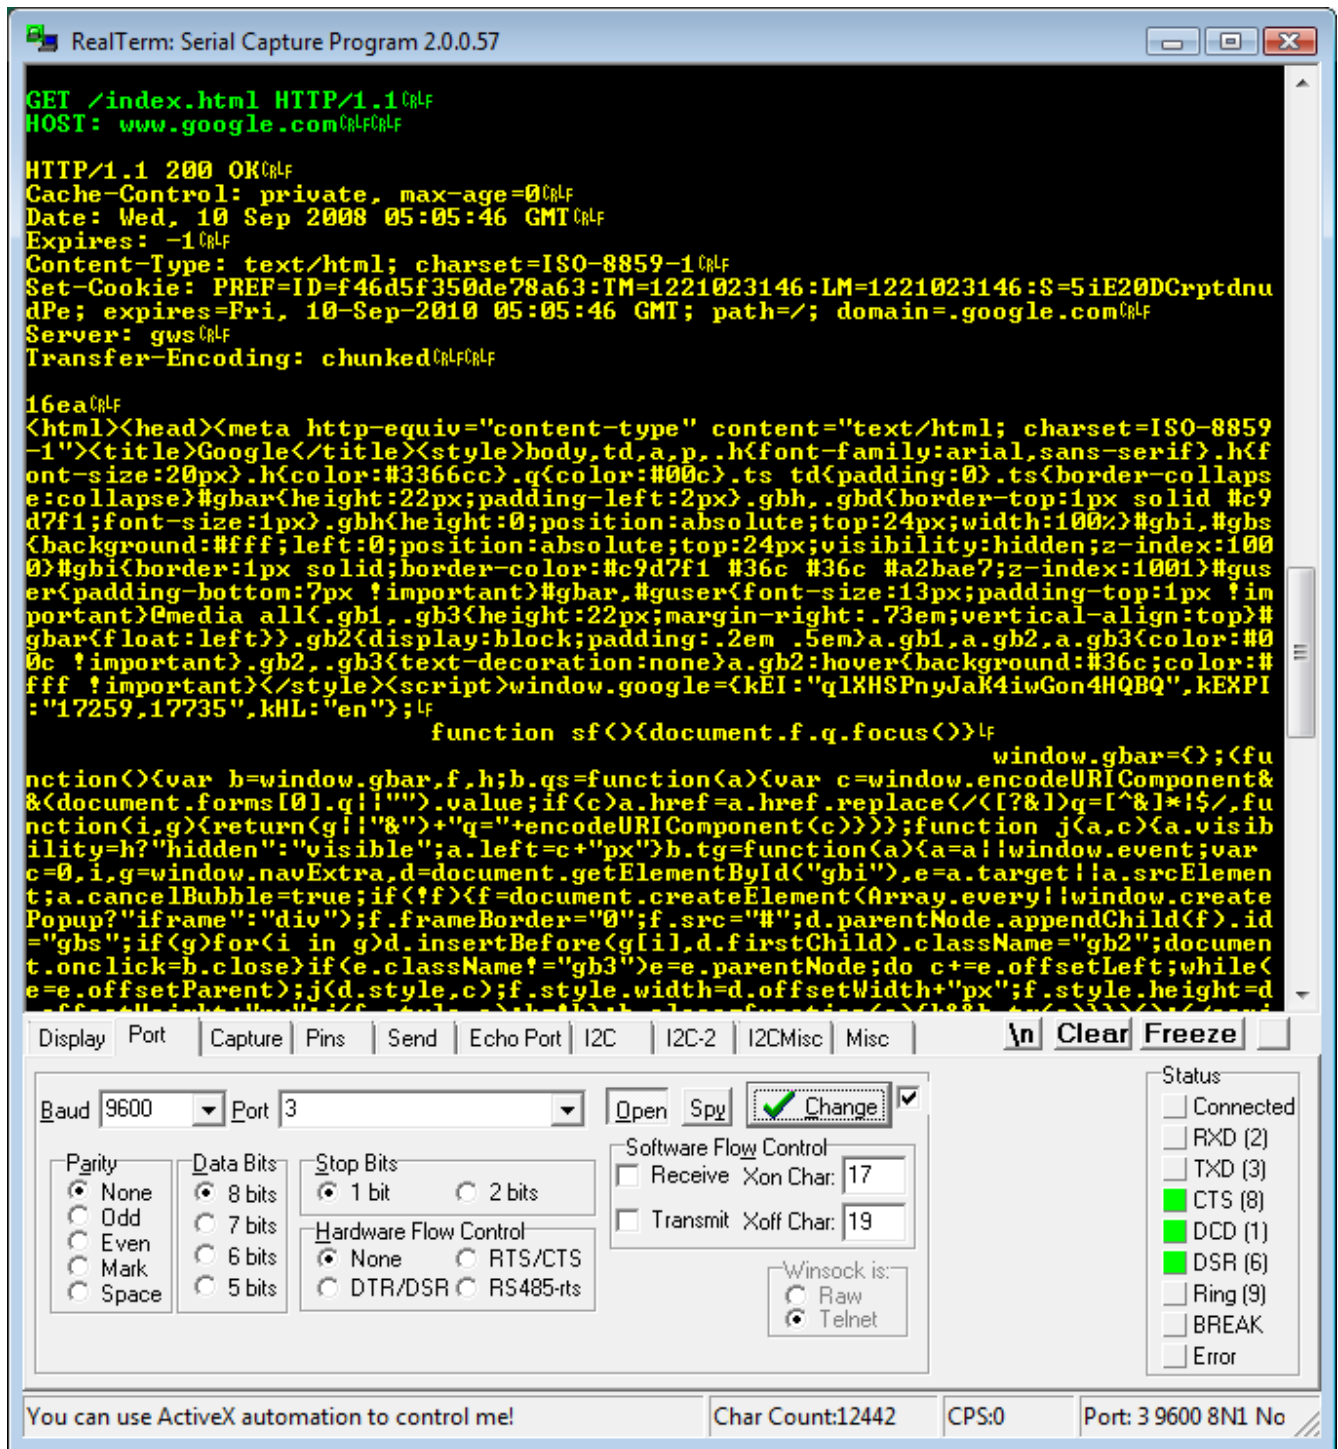 RealTerm: Serial Capture Program 2.0.0.57
GET /index.html HTTP/1.1CRLF
HOST: www.google.comCRLFCRLF
HTTP/1.1 200 OKCRLF
Cache-Control: private, max-age=0CRLF
Date: Wed, 10 Sep 2008 05:05:46 GMTCRLF
Expires: -1CRLF
Content-Type: text/html; charset=ISO-8859-1CRLF
Set-Cookie: PREF=ID=f46d5f350de78a63:TM=1221023146:LM=1221023146:S=5iE20DCrptdnu
dPe; expires=Fri, 10-Sep-2010 05:05:46 GMT; path=/; domain=.google.comCRLF
Server: gwsCRLF
Transfer-Encoding: chunkedCRLFCRLF
16eaCRLF
<html><head><meta http-equiv="content-type" content="text/html; charset=ISO-8859
-1"><title>Google</title><style>body,td,a,p,.h{font-family:arial,sans-serif}.h{f
ont-size:20px}.h{color:#3366cc}.q{color:#00c}.ts td{padding:0}.ts{border-collaps
e:collapse}#gbar{height:22px;padding-left:2px}.gbh,.gbd{border-top:1px solid #c9
d7f1;font-size:1px}.gbh{height:0;position:absolute;top:24px;width:100%}#gbi,#gbs
{background:#fff;left:0;position:absolute;top:24px;visibility:hidden;z-index:100
0}#gbi{border:1px solid;border-color:#c9d7f1 #36c #36c #a2bae7;z-index:1001}#gus
er{padding-bottom:7px !important}#gbar,#guser{font-size:13px;padding-top:1px !im
portant}@media all{.gb1,.gb3{height:22px;margin-right:.73em;vertical-align:top}#
gbar{float:left}}.gb2{display:block;padding:.2em .5em}a.gb1,a.gb2,a.gb3{color:#0
0c !important}.gb2,.gb3{text-decoration:none}a.gb2:hover{background:#36c;color:#
fff !important}</style><script>window.google={kEI:"qlXHSPnyJaK4iwGon4HQBQ",kEXPI
:"17259,17735",kHL:"en"};LF
function sf(){document.f.q.focus()}LF
window.gbar={};(fu
nction(){var b=window.gbar,f,h;b.qs=function(a){var c=window.encodeURIComponent&
&(document.forms[0].q||"").value;if(c)a.href=a.href.replace(/([?&])q=[^&]*|$/,fu
nction(i,g){return(g||"&")+"q="+encodeURIComponent(c)})};function j(a,c){a.visib
ility=h?"hidden":"visible";a.left=c+"px"}b.tg=function(a){a=a||window.event;var
c=0,i,g=window.navExtra,d=document.getElementById("gbi"),e=a.target||a.srcElemen
t;a.cancelBubble=true;if(!f){f=document.createElement(Array.every||window.create
Popup?"iframe":"div");f.frameBorder="0";f.src="#";d.parentNode.appendChild(f).id
="gbs";if(g)for(i in g)d.insertBefore(g[i],d.firstChild).className="gb2";documen
t.onclick=b.close}if(e.className!="gb3")e=e.parentNode;do c+=e.offsetLeft;while(
e=e.offsetParent);j(d.style,c);f.style.width=d.offsetWidth+"px";f.style.height=d
Display Port Capture Pins Send Echo Port I2C I2C-2 I2CMisc Misc \n Clear Freeze
Baud 9600 Port 3 Open Spy Change
Status
Connected
RXD (2)
TXD (3)
CTS (8)
DCD (1)
DSR (6)
Ring (9)
BREAK
Error
Parity
None
Odd
Even
Mark
Space
Data Bits
8 bits
7 bits
6 bits
5 bits
Stop Bits
1 bit 2 bits
Hardware Flow Control
None RTS/CTS
DTR/DSR RS485-rts
Software Flow Control
Receive Xon Char: 17
Transmit Xoff Char: 19
Winsock is:
Raw
Telnet
You can use ActiveX automation to control me! Char Count:12442 CPS:0 Port: 3 9600 8N1 No